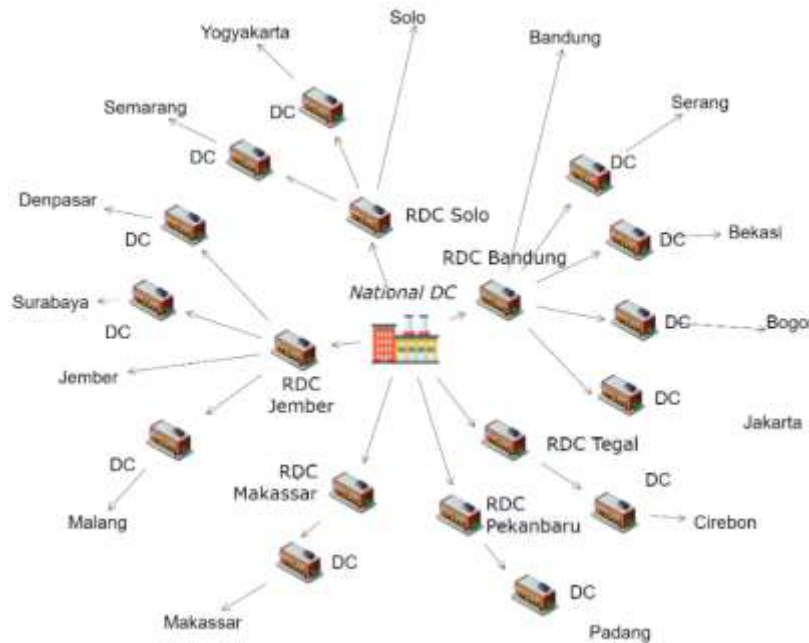 Solo
Yogyakarta
Bandung
Semarang
DC
Serang
DC
DC
Denpasar
DC
RDC Solo
DC
Bekasi
RDC Bandung
National DC
Surabaya
DC
DC
Bogo
Jember
RDC
Jember
DC
Jakarta
RDC Tegal
DC
RDC
Makassar
DC
RDC
Pekanbaru
Malang
Cirebon
DC
DC
Makassar
Padang